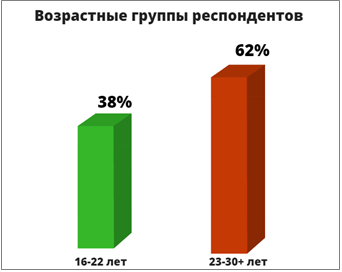 Возрастные группы респондентов
62%
38%
16-22 лет
23-30+ лет